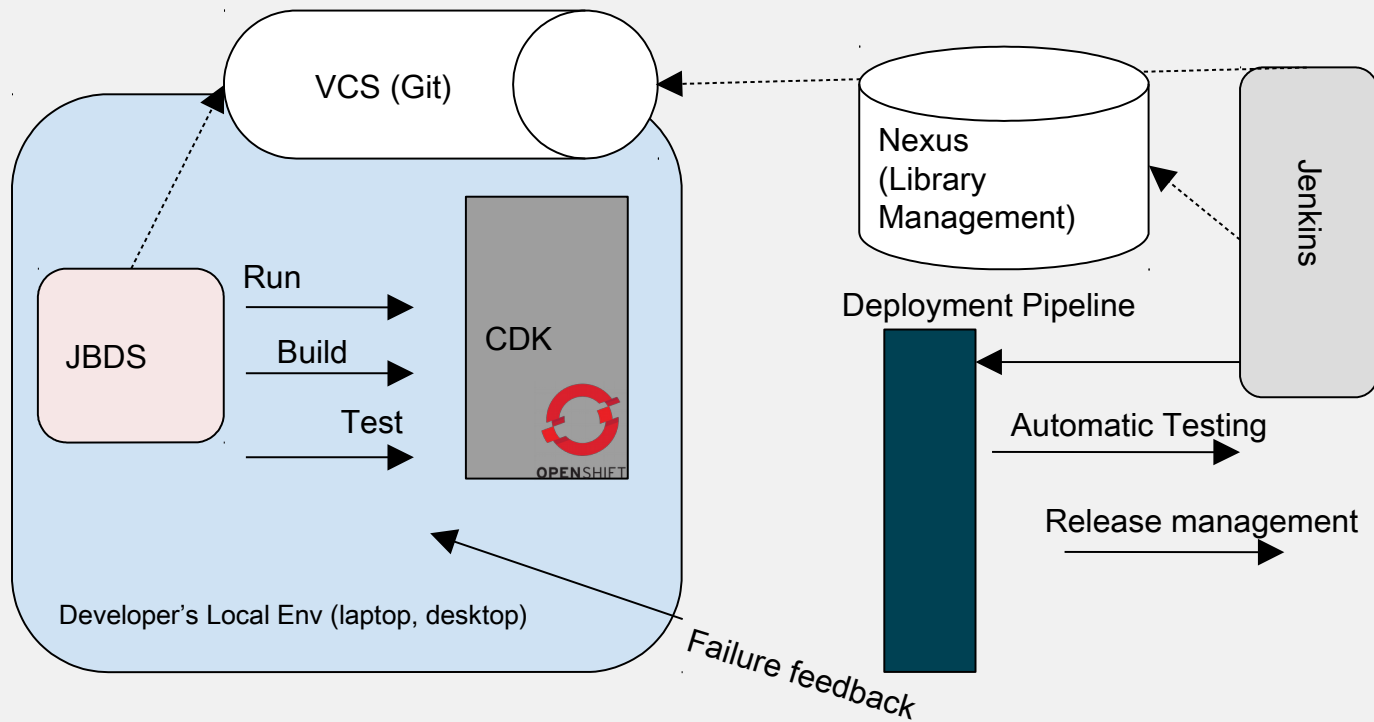 VCS (Git)
Nexus
(Library
Management)
Jenkins
Run
Build
Test
JBDS
CDK
OPENSHIFT
Deployment Pipeline
Automatic Testing
Release management
Developer’s Local Env (laptop, desktop)
Failure feedback